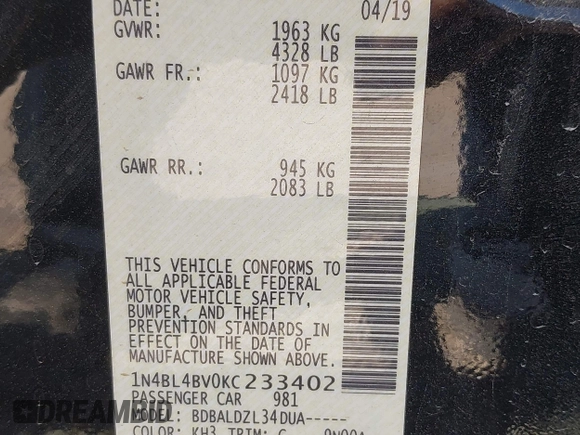 DATE: 04/19
GVWR: 1963 KG
4328 LB
GAWR FR.: 1097 KG
2418 LB
GAWR RR.: 945 KG
2083 LB
THIS VEHICLE CONFORMS TO
ALL APPLICABLE FEDERAL
MOTOR VEHICLE SAFETY,
BUMPER, AND THEFT
PREVENTION STANDARDS IN
EFFECT ON THE DATE OF
MANUFACTURE SHOWN ABOVE.
1N4BL4BV0KC233402
PASSENGER CAR 981
MODEL: BDBALDZL34DUA-----
COLOR: KH3 TRIM: G
DREAMBID